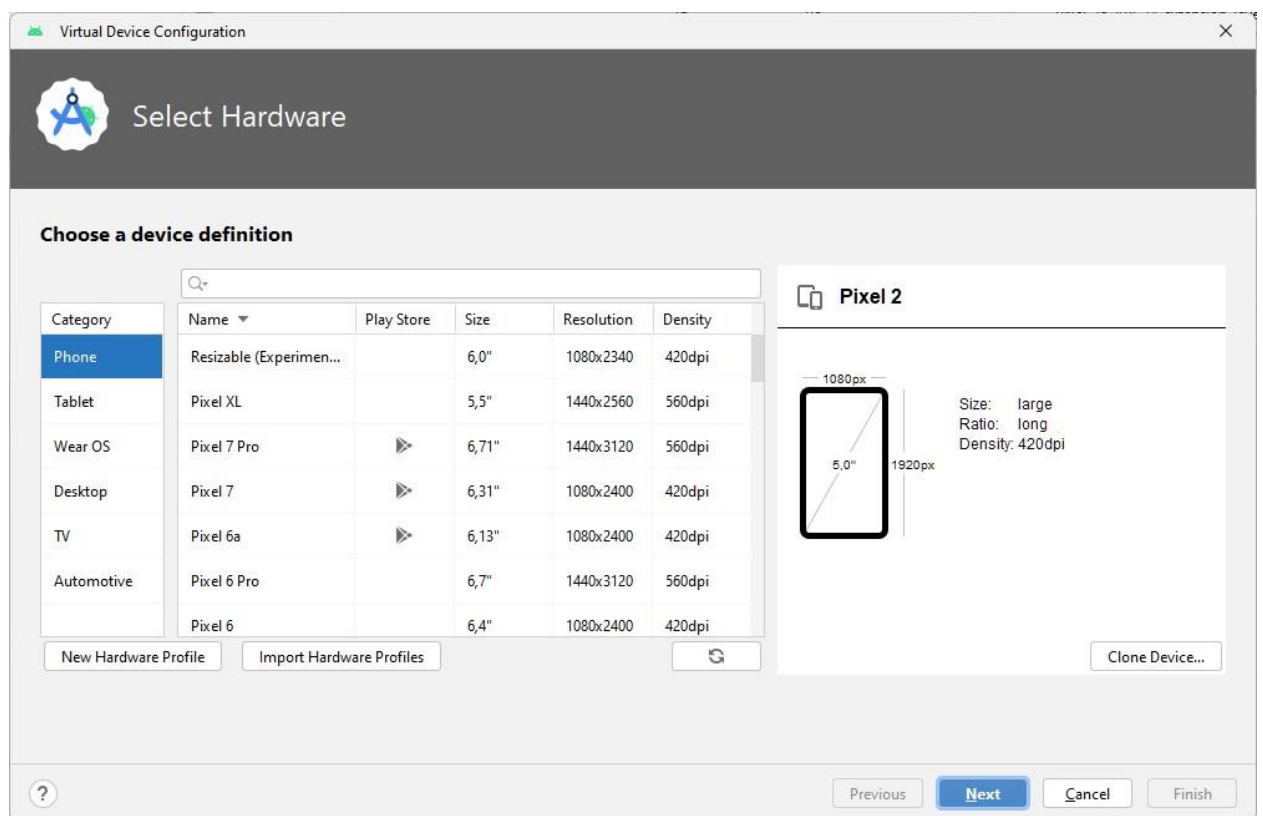 Virtual Device Configuration
Select Hardware
Choose a device definition
Category
Phone
Tablet
Wear OS
Desktop
TV
Automotive
Name Play Store Size Resolution Density
Resizable (Experimen... 6,0" 1080x2340 420dpi
Pixel XL 5,5" 1440x2560 560dpi
Pixel 7 Pro 6,71" 1440x3120 560dpi
Pixel 7 6,31" 1080x2400 420dpi
Pixel 6a 6,13" 1080x2400 420dpi
Pixel 6 Pro 6,7" 1440x3120 560dpi
Pixel 6 6,4" 1080x2400 420dpi
New Hardware Profile Import Hardware Profiles
Pixel 2
1080px
5,0" 1920px
Size: large
Ratio: long
Density: 420dpi
Clone Device...
? Previous Next Cancel Finish